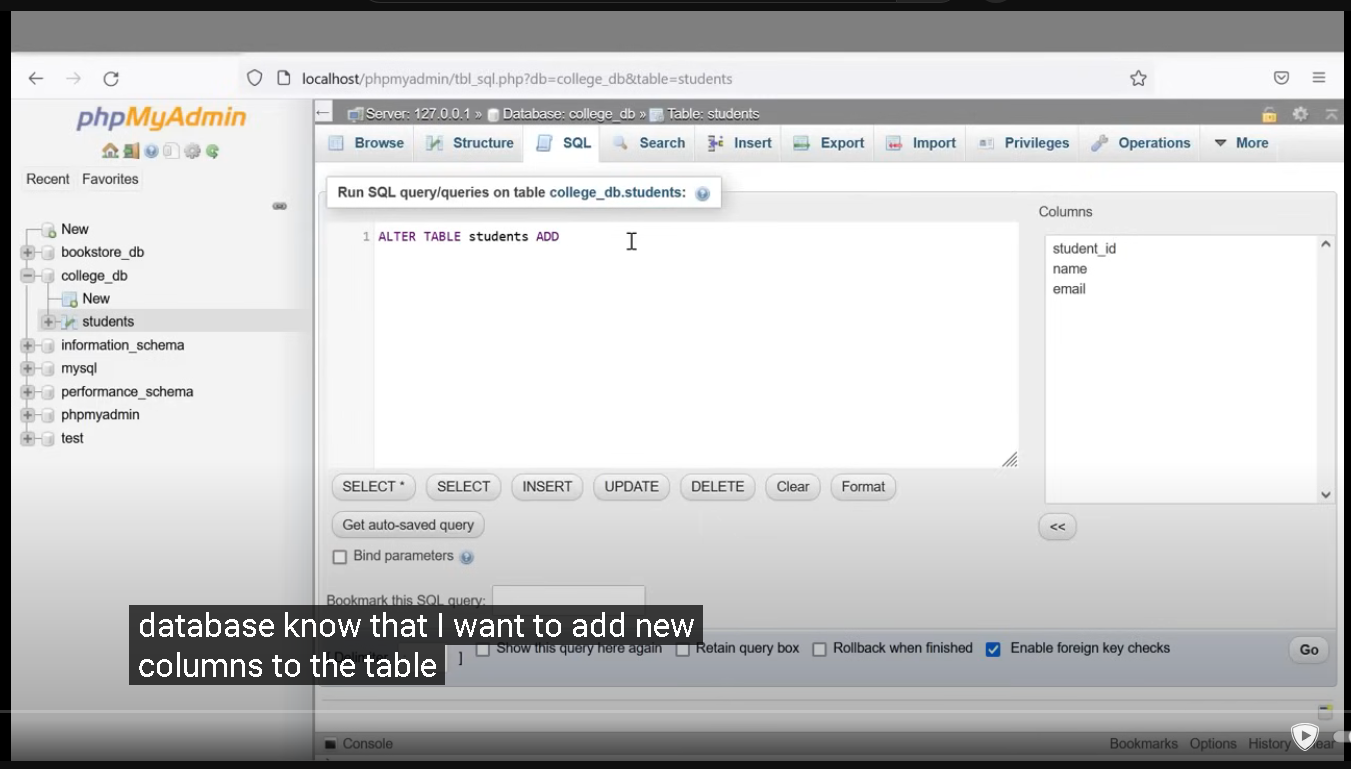 localhost/phpmyadmin/tbl_sql.php?db=college_db&table=students
phpMyAdmin
Recent Favorites
New
bookstore_db
college_db
New
students
information_schema
mysql
performance_schema
phpmyadmin
test
Server: 127.0.0.1 » Database: college_db » Table: students
Browse Structure SQL Search Insert Export Import Privileges Operations More
Run SQL query/queries on table college_db.students:
1 ALTER TABLE students ADD
Columns
student_id
name
email
SELECT * SELECT INSERT UPDATE DELETE Clear Format
<<
Get auto-saved query
Bind parameters
Bookmark this SQL query:
database know that I want to add new
columns to the table
] Show this query here again Retain query box Rollback when finished Enable foreign key checks Go
Console Bookmarks Options History